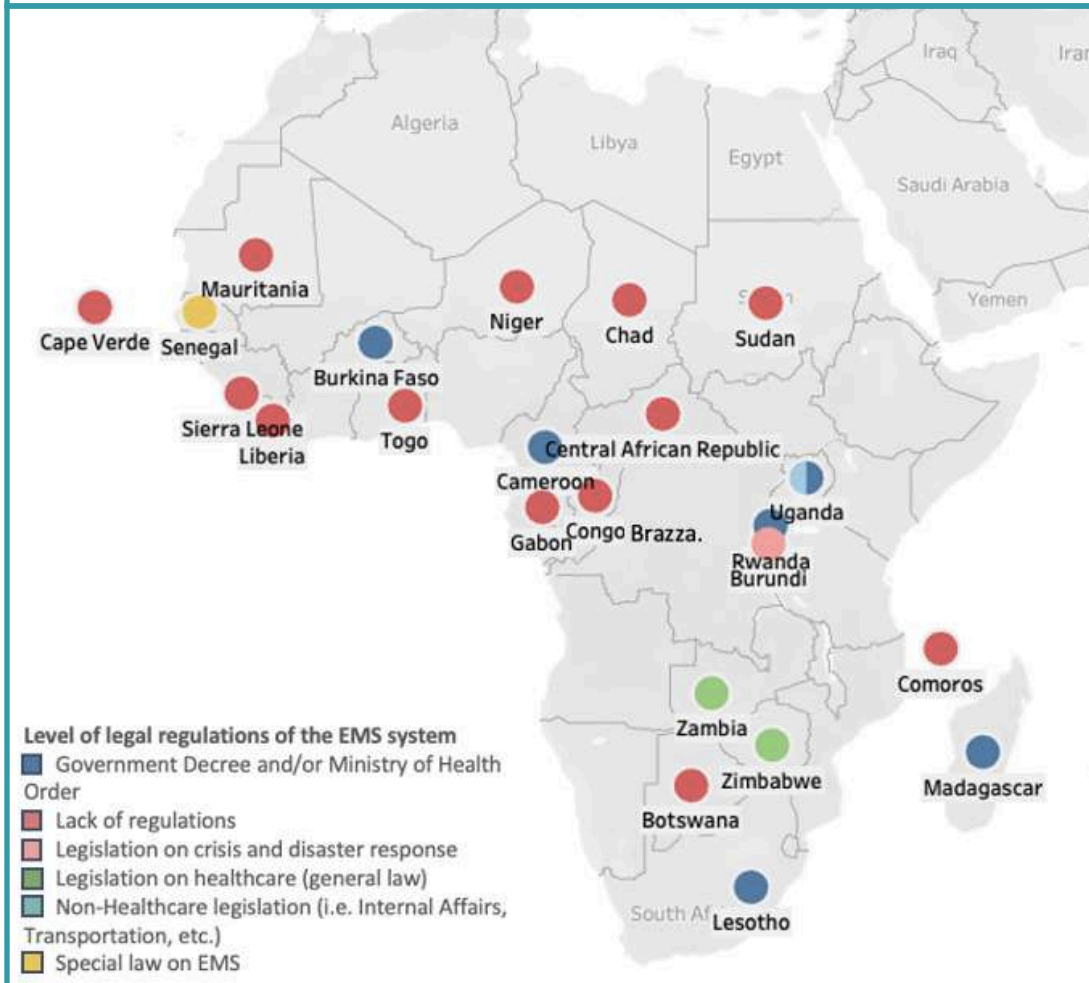 Iraq
Iran
Algeria
Libya
Egypt
Saudi Arabia
Mauritania
Yemen
Cape Verde
Senegal
Niger
Chad
Sudan
Burkina Faso
Sierra Leone
Togo
Liberia
Central African Republic
Cameroon
Uganda
Gabon
Congo Brazza.
Rwanda
Burundi
Comoros
Zambia
Zimbabwe
Madagascar
Botswana
South Af
Lesotho
Level of legal regulations of the EMS system
Government Decree and/or Ministry of Health
Order
Lack of regulations
Legislation on crisis and disaster response
Legislation on healthcare (general law)
Non-Healthcare legislation (i.e. Internal Affairs,
Transportation, etc.)
Special law on EMS